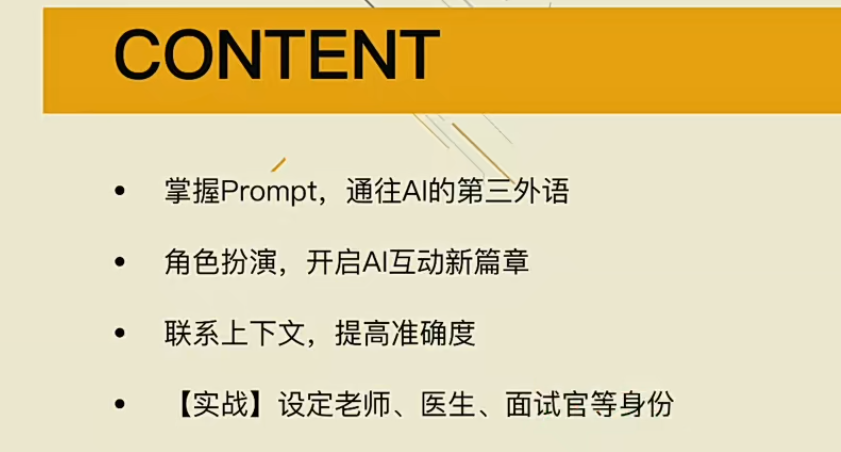 CONTENT
• 掌握Prompt，通往AI的第三外语
• 角色扮演，开启AI互动新篇章
• 联系上下文，提高准确度
• 【实战】设定老师、医生、面试官等身份